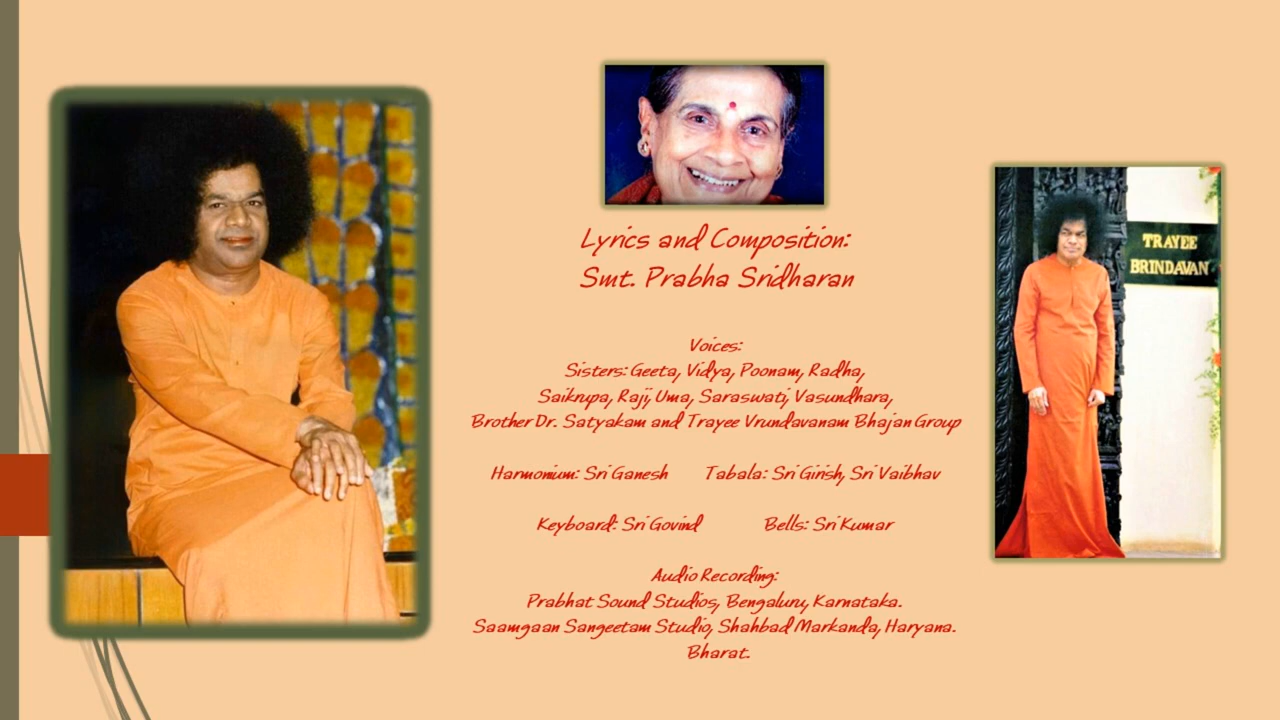 Lyrics and Composition:
Smt. Prabha Sridharan
Voices:
Sisters: Geeta, Vidya, Poonam, Radha,
Saikrupa, Raji, Uma, Saraswati, Vasundhara,
Brother Dr. Satyakam and Trayee Vrundavanam Bhajan Group
Harmonium: Sri Ganesh Tabala: Sri Girish, Sri Vaibhav
Keyboard: Sri Govind Bells: Sri Kumar
Audio Recording:
Prabhat Sound Studios, Bengaluru, Karnataka.
Saamgaan Sangeetam Studio, Shahbad Markanda, Haryana.
Bharat.
TRAYEE
BRINDAVAN